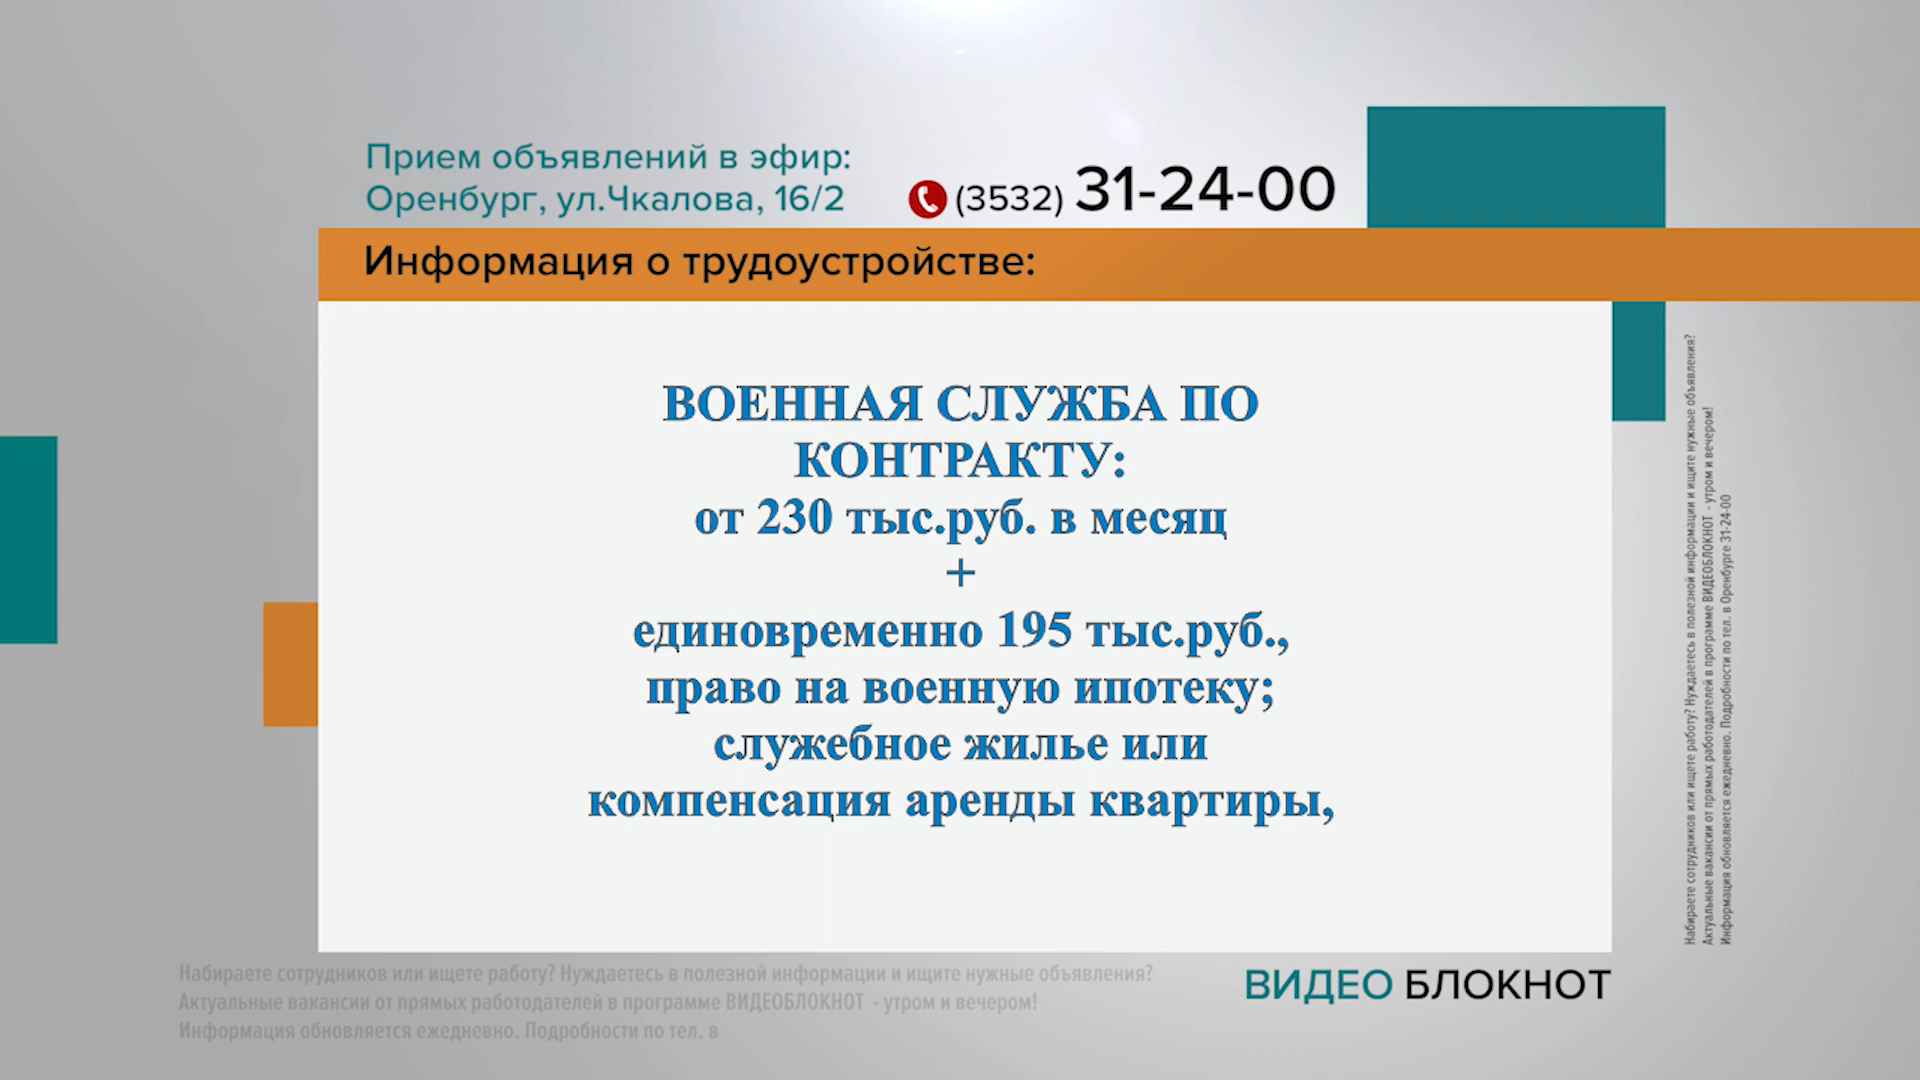 Прием объявлений в эфир:
Оренбург, ул.Чкалова, 16/2
(3532) 31-24-00
Информация о трудоустройстве:
ВОЕННАЯ СЛУЖБА ПО
КОНТРАКТУ:
от 230 тыс.руб. в месяц
+
единовременно 195 тыс.руб.,
право на военную ипотеку;
служебное жилье или
компенсация аренды квартиры,
Набираете сотрудников или ищете работу? Нуждаетесь в полезной информации и ищите нужные объявления?
Актуальные вакансии от прямых работодателей в программе ВИДЕОБЛОКНОТ - утром и вечером!
Информация обновляется ежедневно. Подробности по тел. в Оренбурге 31-24-00
Набираете сотрудников или ищете работу? Нуждаетесь в полезной информации и ищите нужные объявления?
Актуальные вакансии от прямых работодателей в программе ВИДЕОБЛОКНОТ - утром и вечером!
Информация обновляется ежедневно. Подробности по тел. в
ВИДЕО БЛОКНОТ